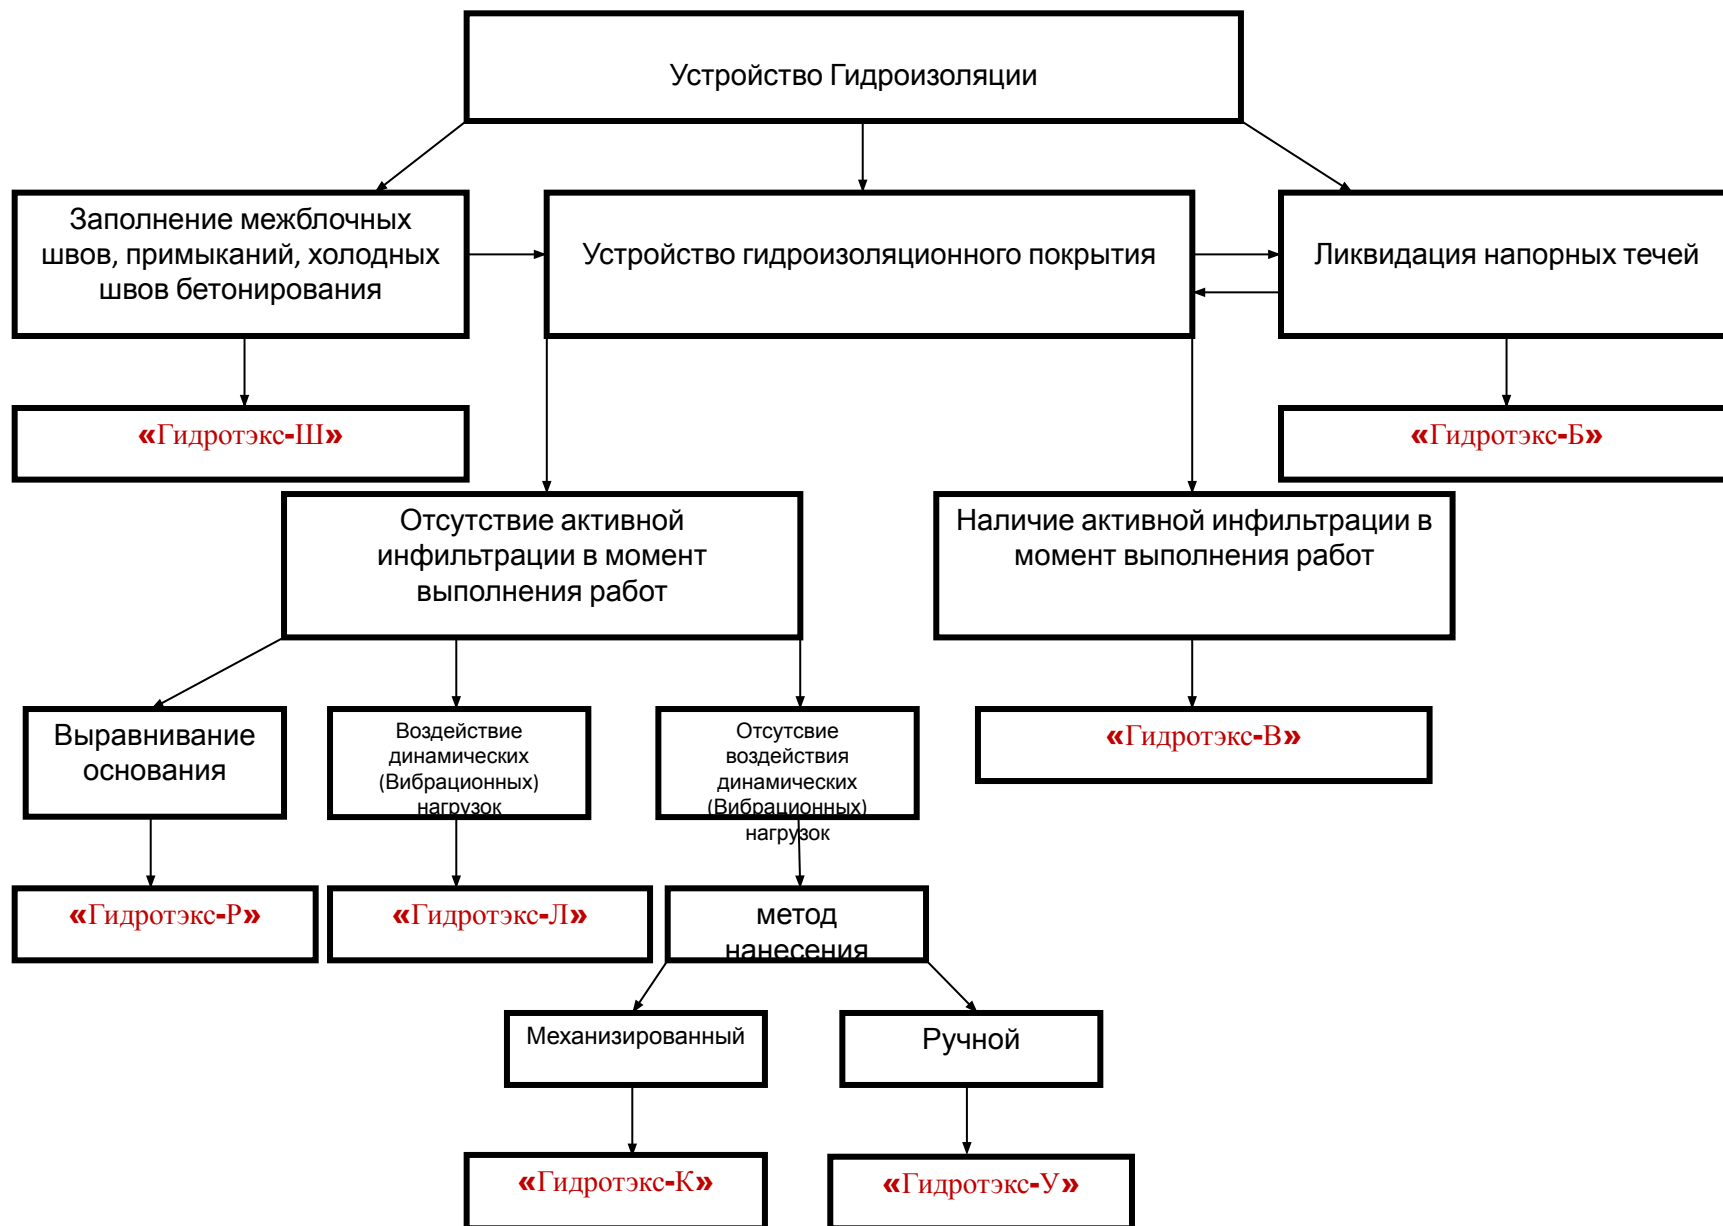 Устройство Гидроизоляции
Заполнение межблочных
швов, примыканий, холодных
швов бетонирования
Устройство гидроизоляционного покрытия
Ликвидация напорных течей
«Гидротэкс-Ш»
«Гидротэкс-Б»
Отсутствие активной
инфильтрации в момент
выполнения работ
Наличие активной инфильтрации в
момент выполнения работ
Выравнивание
основания
Воздействие
динамических
(Вибрационных)
нагрузок
Отсутсвие
воздействия
динамических
(Вибрационных)
нагрузок
«Гидротэкс-В»
«Гидротэкс-Р»
«Гидротэкс-Л»
метод
нанесения
Механизированный
Ручной
«Гидротэкс-К»
«Гидротэкс-У»